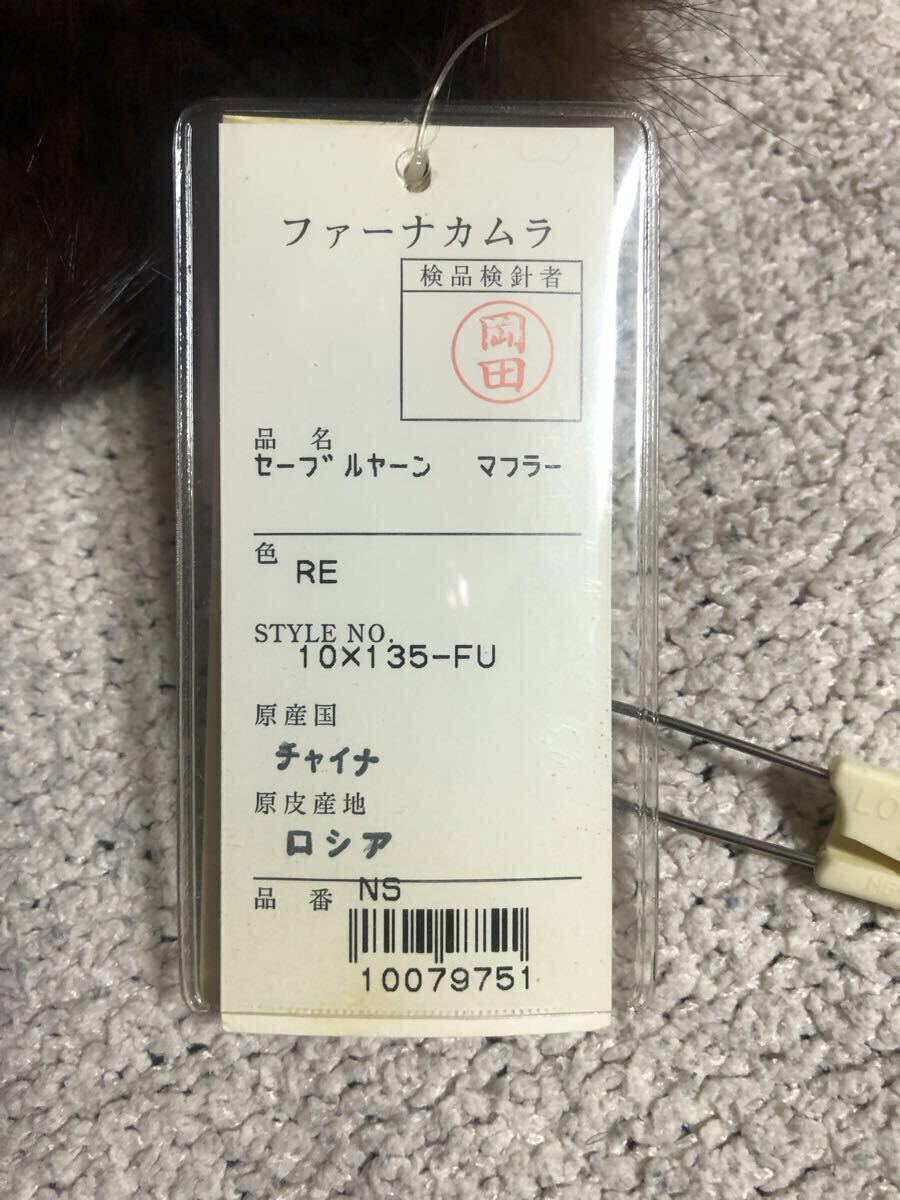 ファーナカムラ
検品検針者
岡田
品名
セーブルヤーン マフラー
色
RE
STYLE NO.
10×135-FU
原産国
チャイナ
原皮産地
ロシア
品番 NS
10079751
LO